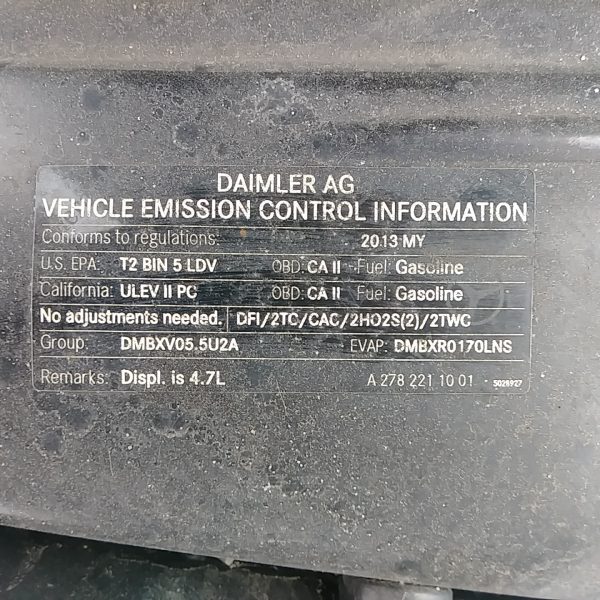 DAIMLER AG
VEHICLE EMISSION CONTROL INFORMATION
Conforms to regulations: 2013 MY
U.S. EPA: T2 BIN 5 LDV OBD: CA II Fuel: Gasoline
California: ULEV II PC OBD: CA II Fuel: Gasoline
No adjustments needed. DFI/2TC/CAC/2HO2S(2)/2TWC
Group: DMBXV05.5U2A EVAP: DMBXR0170LNS
Remarks: Displ. is 4.7L A 278 221 10 01 5028927